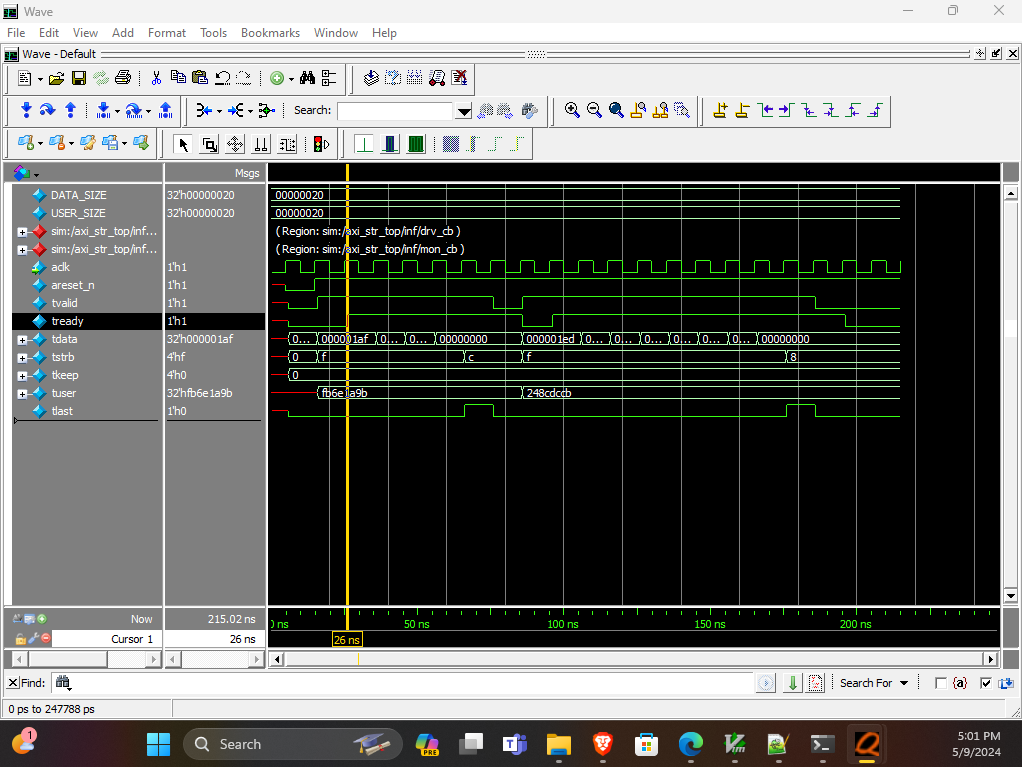 Wave
File Edit View Add Format Tools Bookmarks Window Help
Wave - Default
Search:
Msgs
DATA_SIZE 32'h00000020 00000020
USER_SIZE 32'h00000020 00000020
sim:/axi_str_top/inf... ( Region: sim:/axi_str_top/inf/drv_cb )
sim:/axi_str_top/inf... ( Region: sim:/axi_str_top/inf/mon_cb )
aclk 1'h1
areset_n 1'h1
tvalid 1'h1
tready 1'h1
tdata 32'h000001af 0... 000001af 0... 0... 00000000 000001ed 0... 0... 0... 0... 0... 0... 00000000
tstrb 4'hf 0 f c f 8
tkeep 4'h0 0
tuser 32'hfb6e1a9b fb6e1a9b 248cdccb
tlast 1'h0
Now 215.02 ns ns 50 ns 100 ns 150 ns 200 ns
Cursor 1 26 ns 26 ns
Find: Search For {a}
0 ps to 247788 ps
1 Search PRE 5:01 PM
5/9/2024